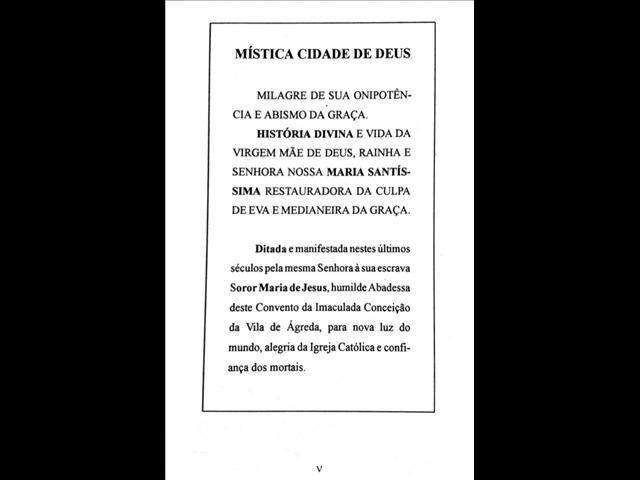 MÍSTICA CIDADE DE DEUS
MILAGRE DE SUA ONIPOTÊN-
CIA E ABISMO DA GRAÇA.
HISTÓRIA DIVINA E VIDA DA
VIRGEM MÃE DE DEUS, RAINHA E
SENHORA NOSSA MARIA SANTÍS-
SIMA RESTAURADORA DA CULPA
DE EVA E MEDIANEIRA DA GRAÇA.
Ditada e manifestada nestes últimos
séculos pela mesma Senhora à sua escrava
Soror Maria de Jesus, humilde Abadessa
deste Convento da Imaculada Conceição
da Vila de Ágreda, para nova luz do
mundo, alegria da Igreja Católica e confi-
ança dos mortais.
V